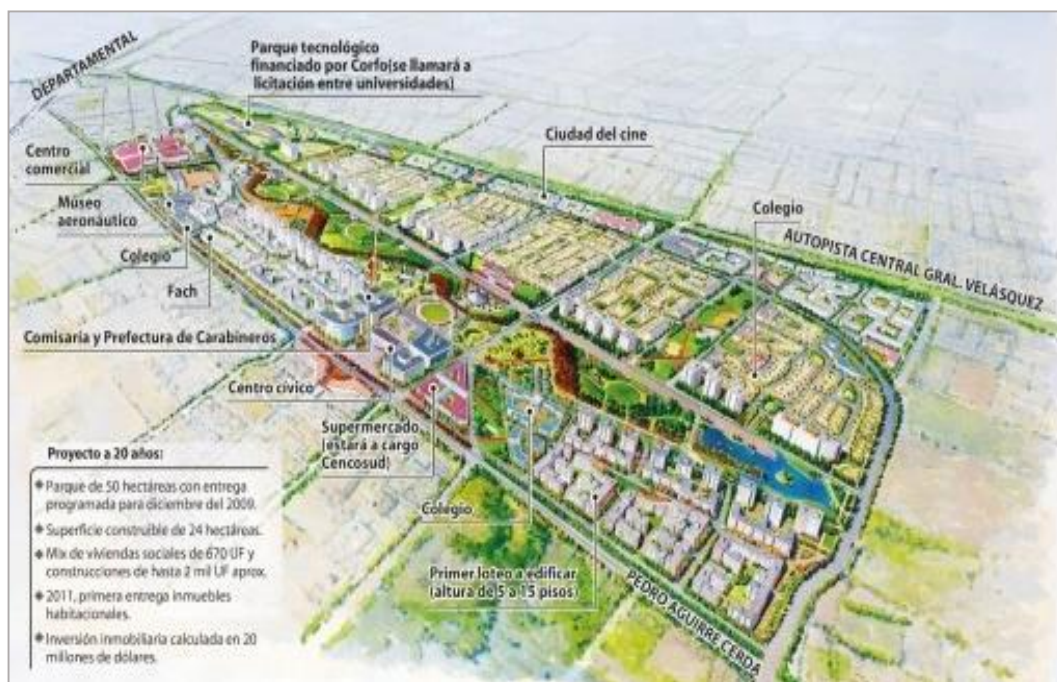 DEPARTAMENTAL
Parque tecnológico
financiado por Corfo(se llamará a
licitación entre universidades)
Ciudad del cine
Centro
comercial
Múseo
aeronáutico
Colegio
Fach
Colegio
AUTOPISTA CENTRAL GRAL. VELÁSQUEZ
Comisaría y Prefectura de Carabineros
Centro cívico
Supermercado
(estará a cargo
Cencosud)
Colegio
Primer loteo a edificar
(altura de 5 a 15 pisos)
PEDRO AGUIRRE CERDA
Proyecto a 20 años:
Parque de 50 hectáreas con entrega
programada para diciembre del 2009.
Superficie construible de 24 hectáreas.
Mix de viviendas sociales de 670 UF y
construcciones de hasta 2 mil UF aprox.
2011, primera entrega inmuebles
habitacionales.
Inversión inmobiliaria calculada en 20
millones de dólares.